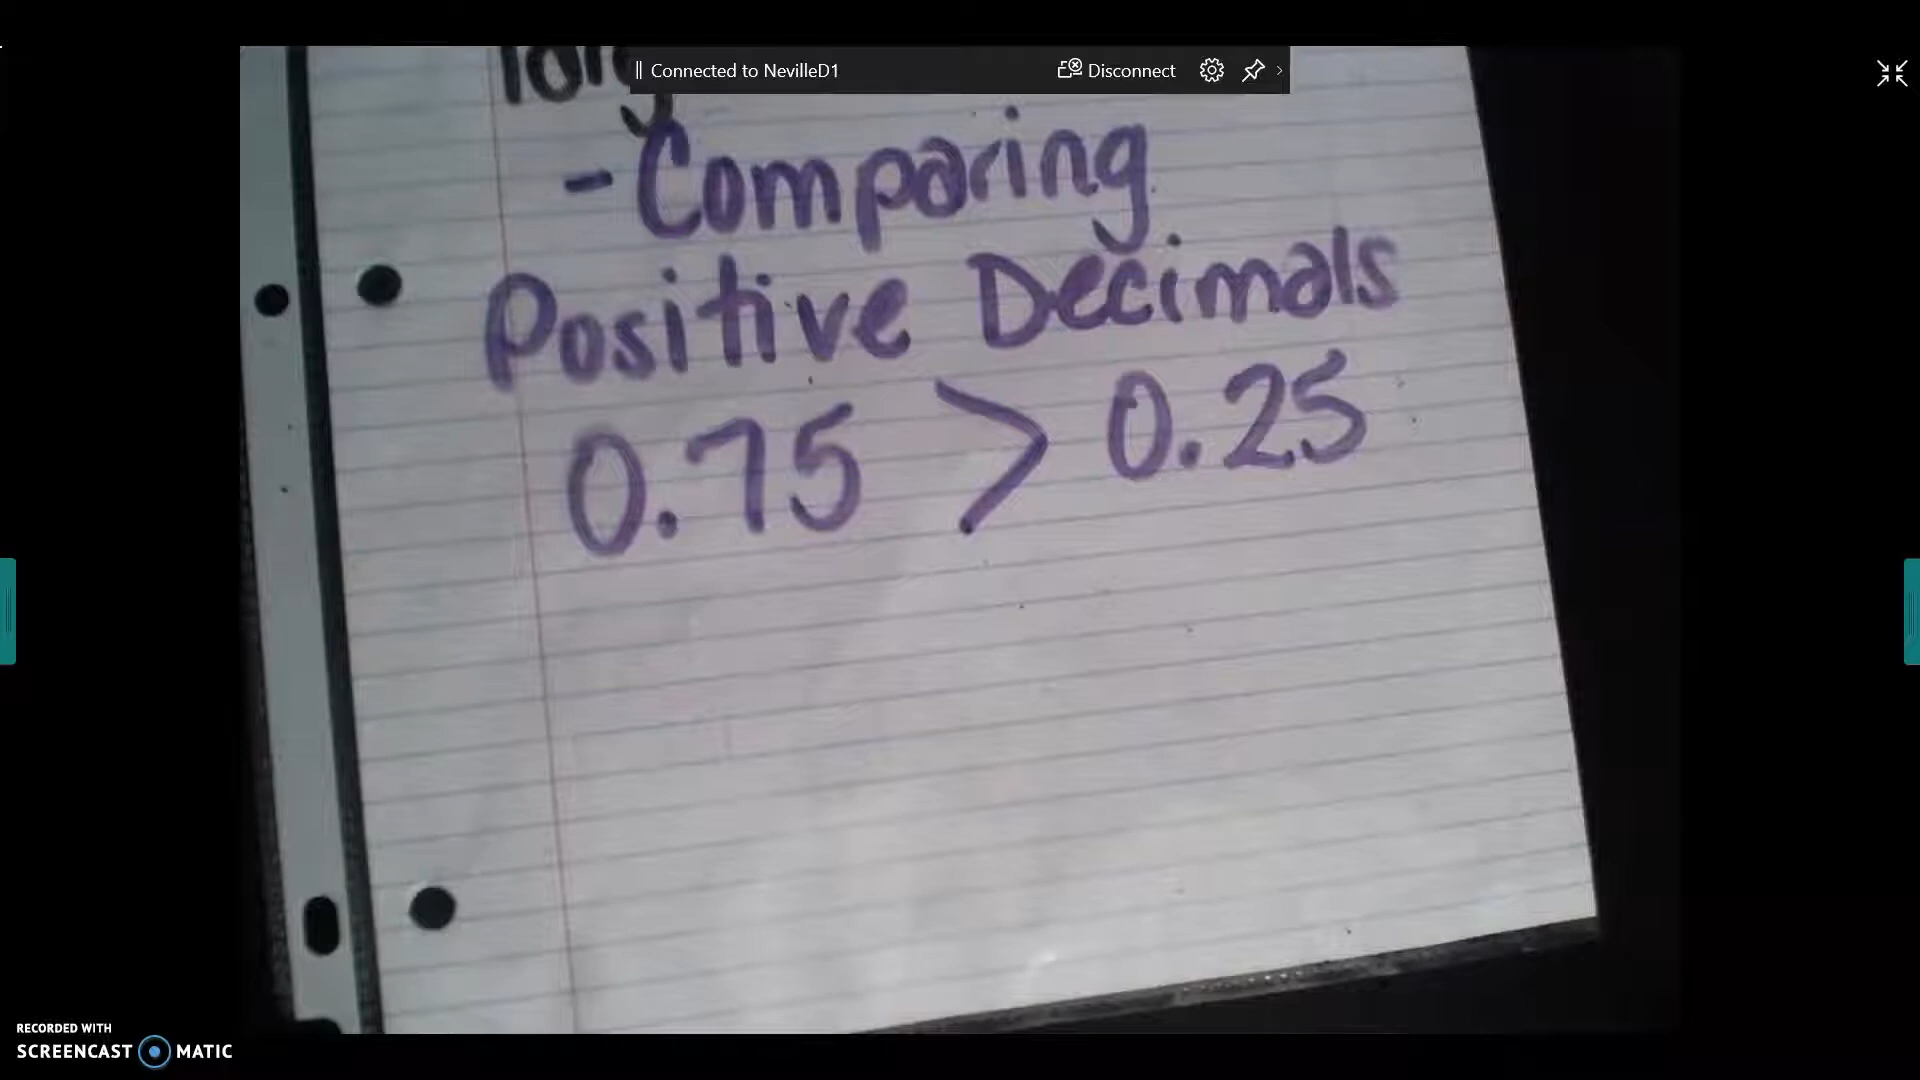 Connected to NevilleD1 Disconnect
- Comparing
Positive Decimals
0.75 > 0.25
RECORDED WITH
SCREENCAST MATIC